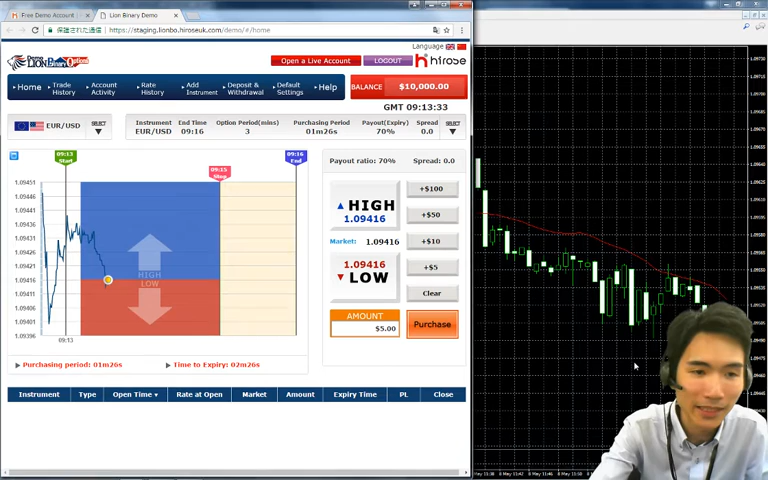 Free Demo Account
Lion Binary Demo
保護された通信 | https://staging.lionbo.hiroseuk.com/demo/#/home
Language
Demo
LION Binary Options
Open a Live Account
LOGOUT
hirose
Home
Trade History
Account Activity
Rate History
Add Instrument
Deposit & Withdrawal
Default Settings
Help
BALANCE
$10,000.00
GMT 09:13:33
EUR/USD
SELECT
Instrument End Time Option Period(mins) Purchasing Period Payout(Expiry) Spread
EUR/USD 09:16 3 01m26s 70% 0.0
09:13
Start
09:15
Stop
09:16
End
1.09451
1.09446
1.09441
1.09436
1.09431
1.09426
1.09421
1.09416
1.09411
1.09406
1.09401
1.09396
HIGH
LOW
09:13
Purchasing period: 01m26s
Time to Expiry: 02m26s
Payout ratio: 70%
Spread: 0.0
HIGH
1.09416
Market: 1.09416
1.09416
LOW
+$100
+$50
+$10
+$5
Clear
AMOUNT
$5.00
Purchase
Instrument Type Open Time Rate at Open Market Amount Expiry Time PL Close